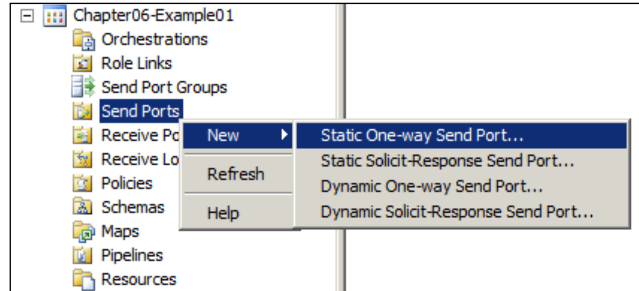 Chapter06-Example01
Orchestrations
Role Links
Send Port Groups
Send Ports
Receive Po
Receive Lo
Policies
Schemas
Maps
Pipelines
Resources
New
Refresh
Help
Static One-way Send Port...
Static Solicit-Response Send Port...
Dynamic One-way Send Port...
Dynamic Solicit-Response Send Port...